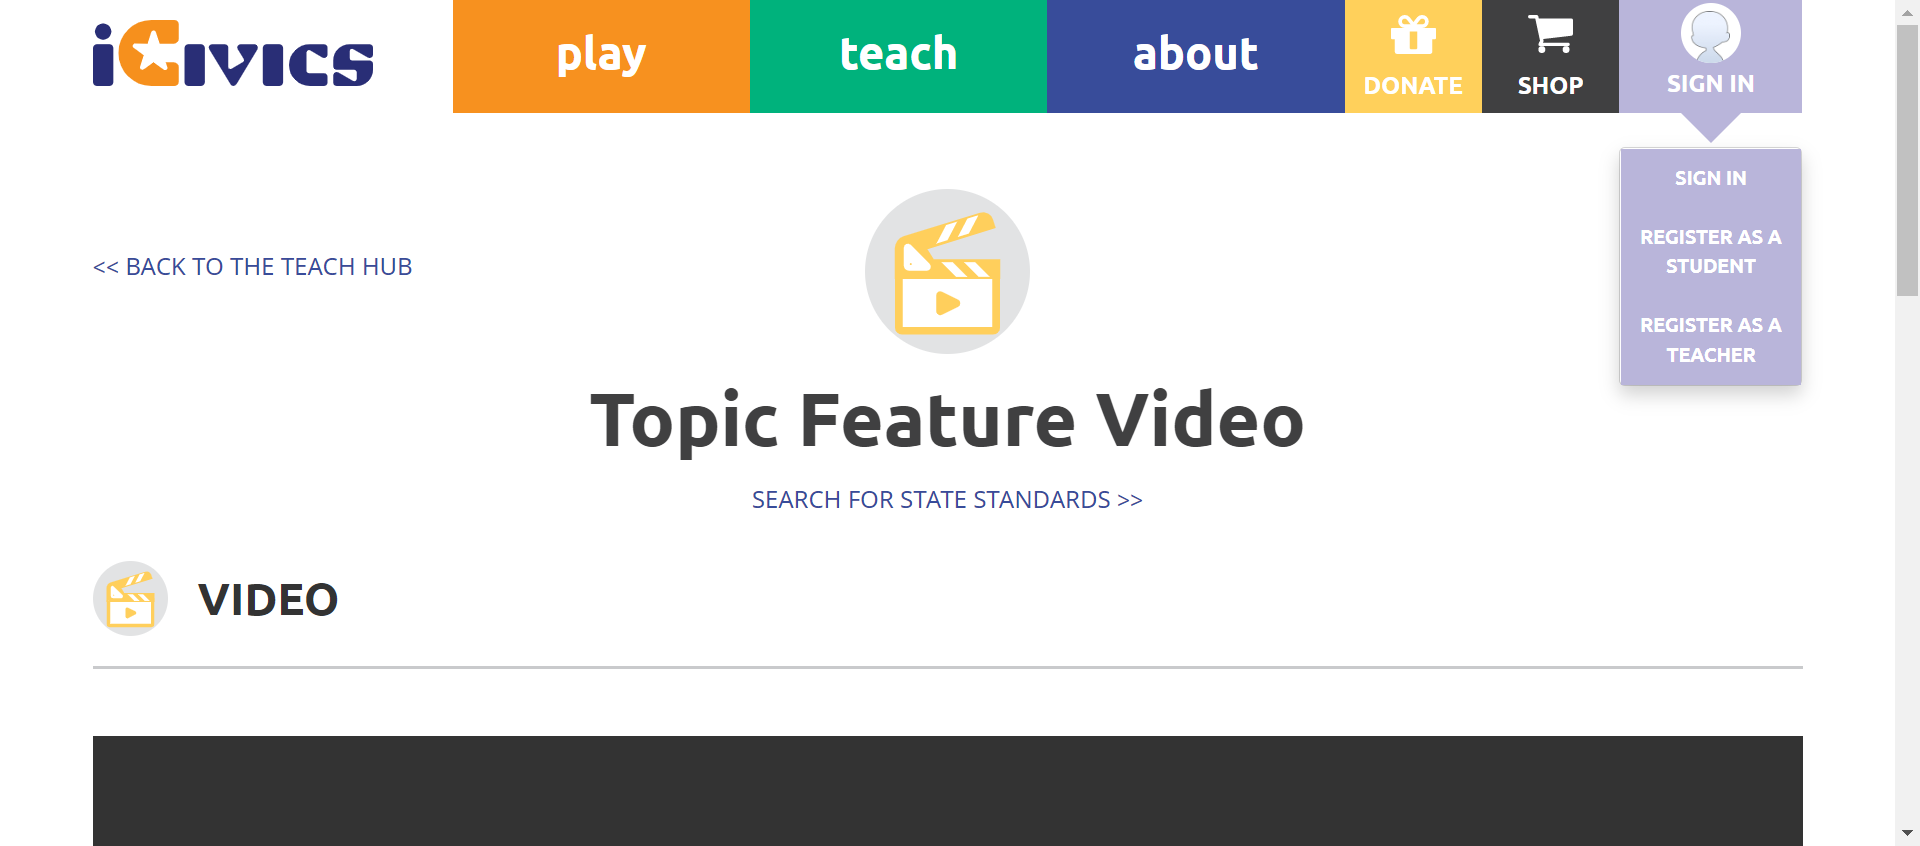 iCivics
play
teach
about
DONATE
SHOP
SIGN IN
SIGN IN
REGISTER AS A
STUDENT
REGISTER AS A
TEACHER
<< BACK TO THE TEACH HUB
Topic Feature Video
SEARCH FOR STATE STANDARDS >>
VIDEO